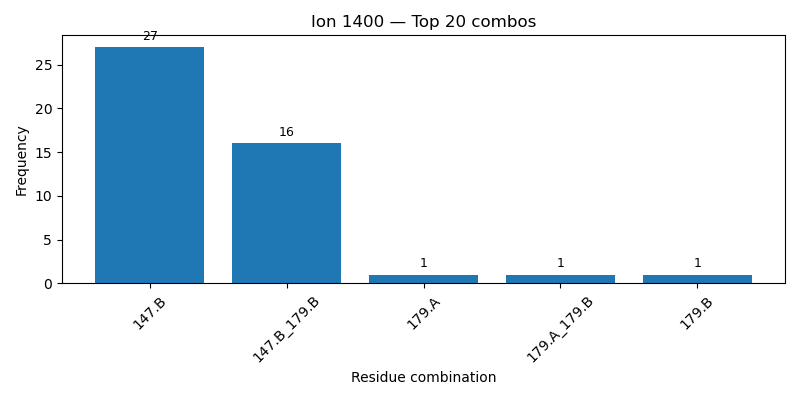 Ion 1400 — Top 20 combos
27
16
1
1
1
Frequency
25
20
15
10
5
0
147.B
147.B_179.B
179.A
179.A_179.B
179.B
Residue combination